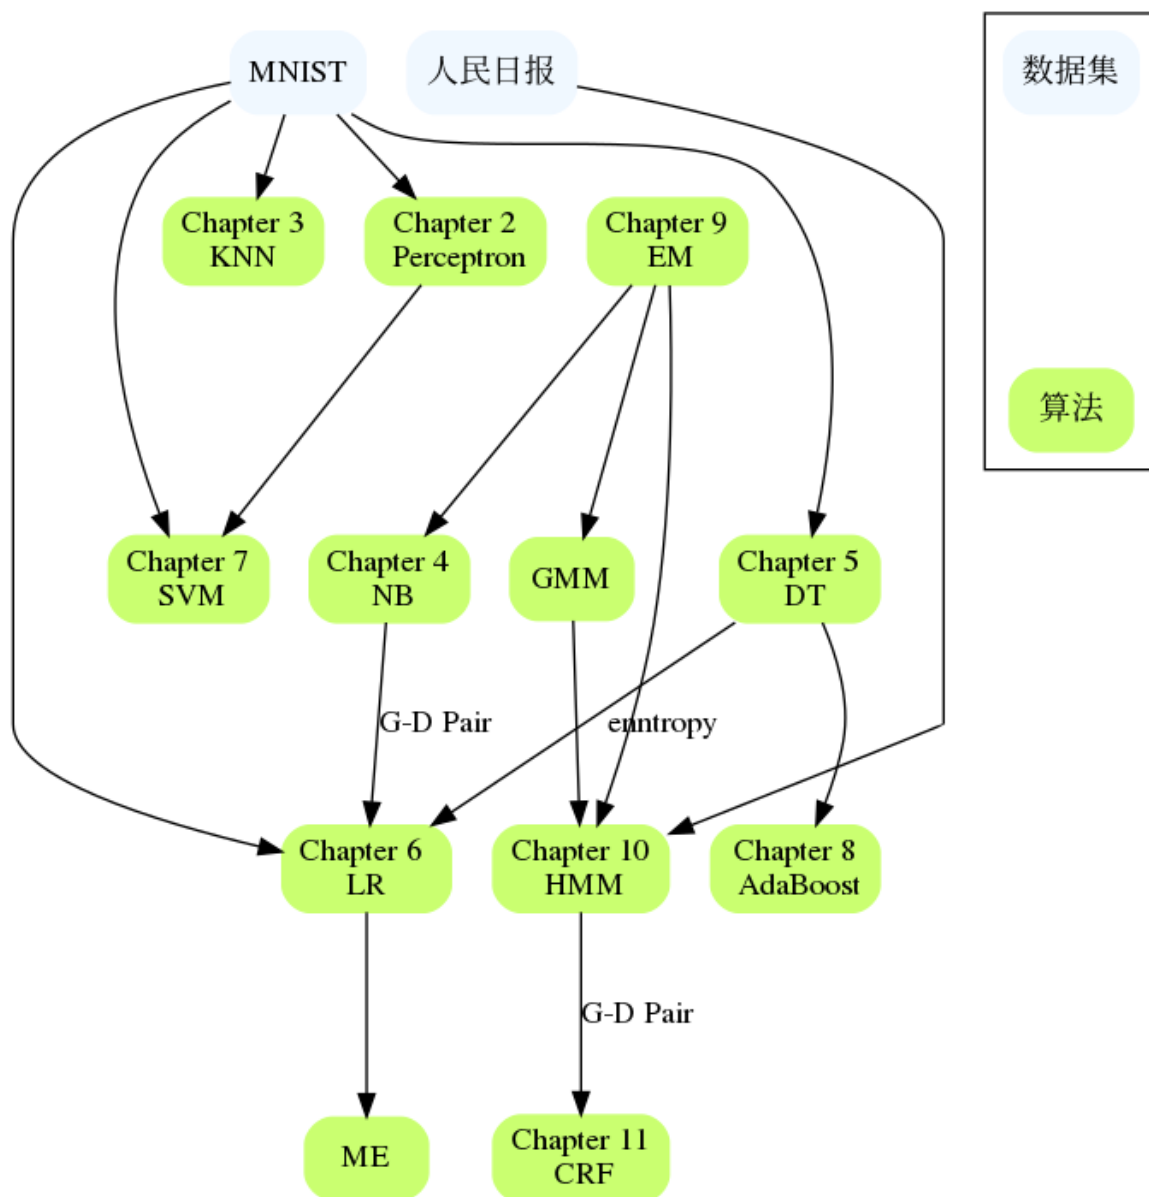 MNIST
人民日报
数据集
Chapter 3
KNN
Chapter 2
Perceptron
Chapter 9
EM
算法
Chapter 7
SVM
Chapter 4
NB
GMM
Chapter 5
DT
G-D Pair
enntropy
Chapter 6
LR
Chapter 10
HMM
Chapter 8
AdaBoost
G-D Pair
ME
Chapter 11
CRF